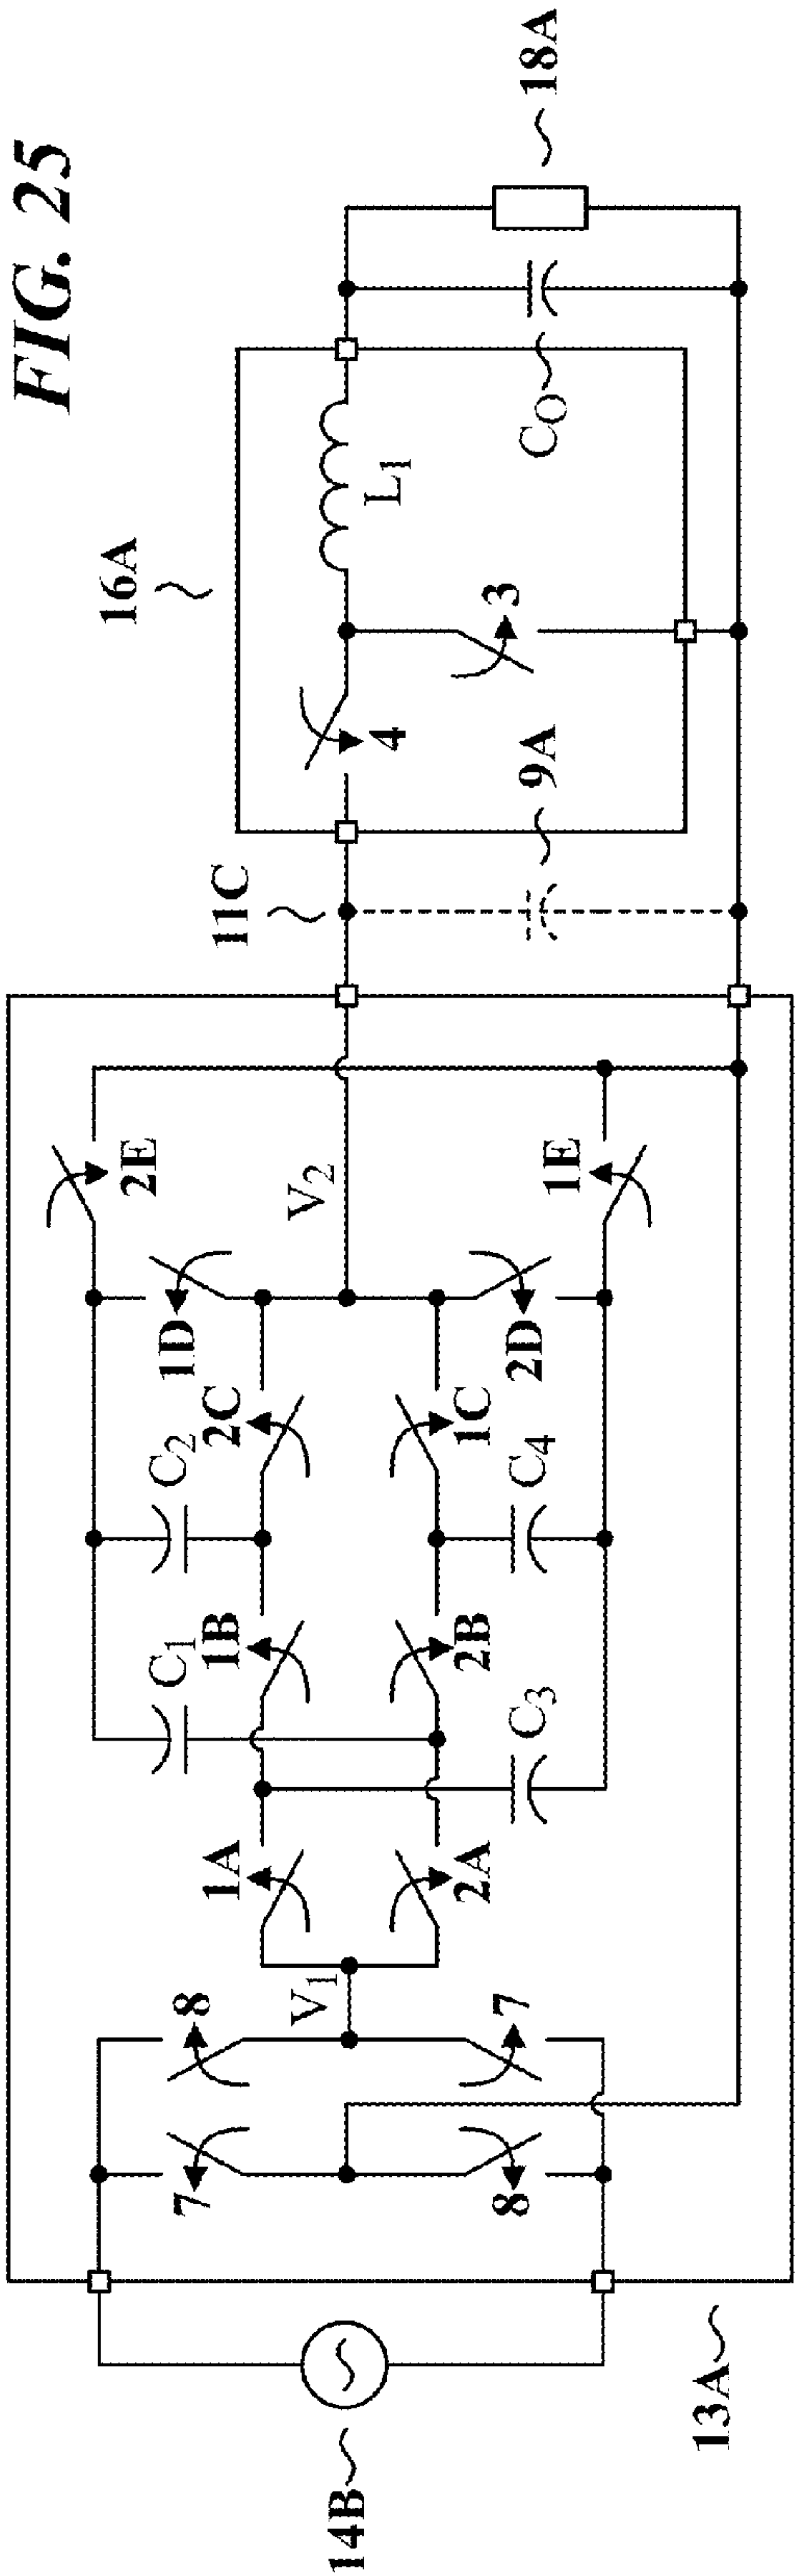 FIG. 25
16A
18A
11C
4
L₁
3
9A
C₀
13A
14B
7
8
8
7
V₁
1A
2A
C₁
1B
2B
C₃
C₂
2C
1C
C₄
1D
2D
V₂
2E
1E